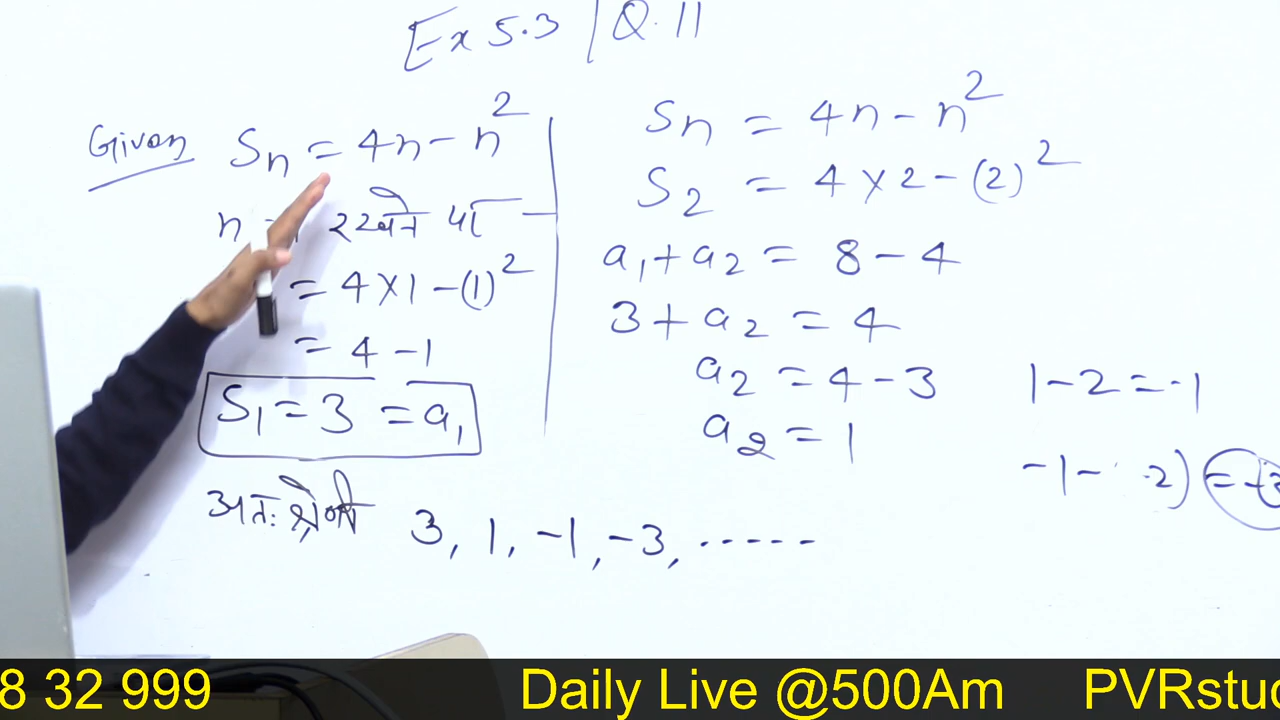 Ex 5.3 / Q.11
Given Sn = 4n - n²
n = रखने पर
= 4×1 - (1)²
= 4 - 1
S₁ = 3 = a₁
Sn = 4n - n²
S₂ = 4×2 - (2)²
a₁ + a₂ = 8 - 4
3 + a₂ = 4
a₂ = 4 - 3
a₂ = 1
1 - 2 = -1
-1 - 2) = -3
अतः श्रेणी 3, 1, -1, -3, ......
8 32 999 Daily Live @500Am PVRstu